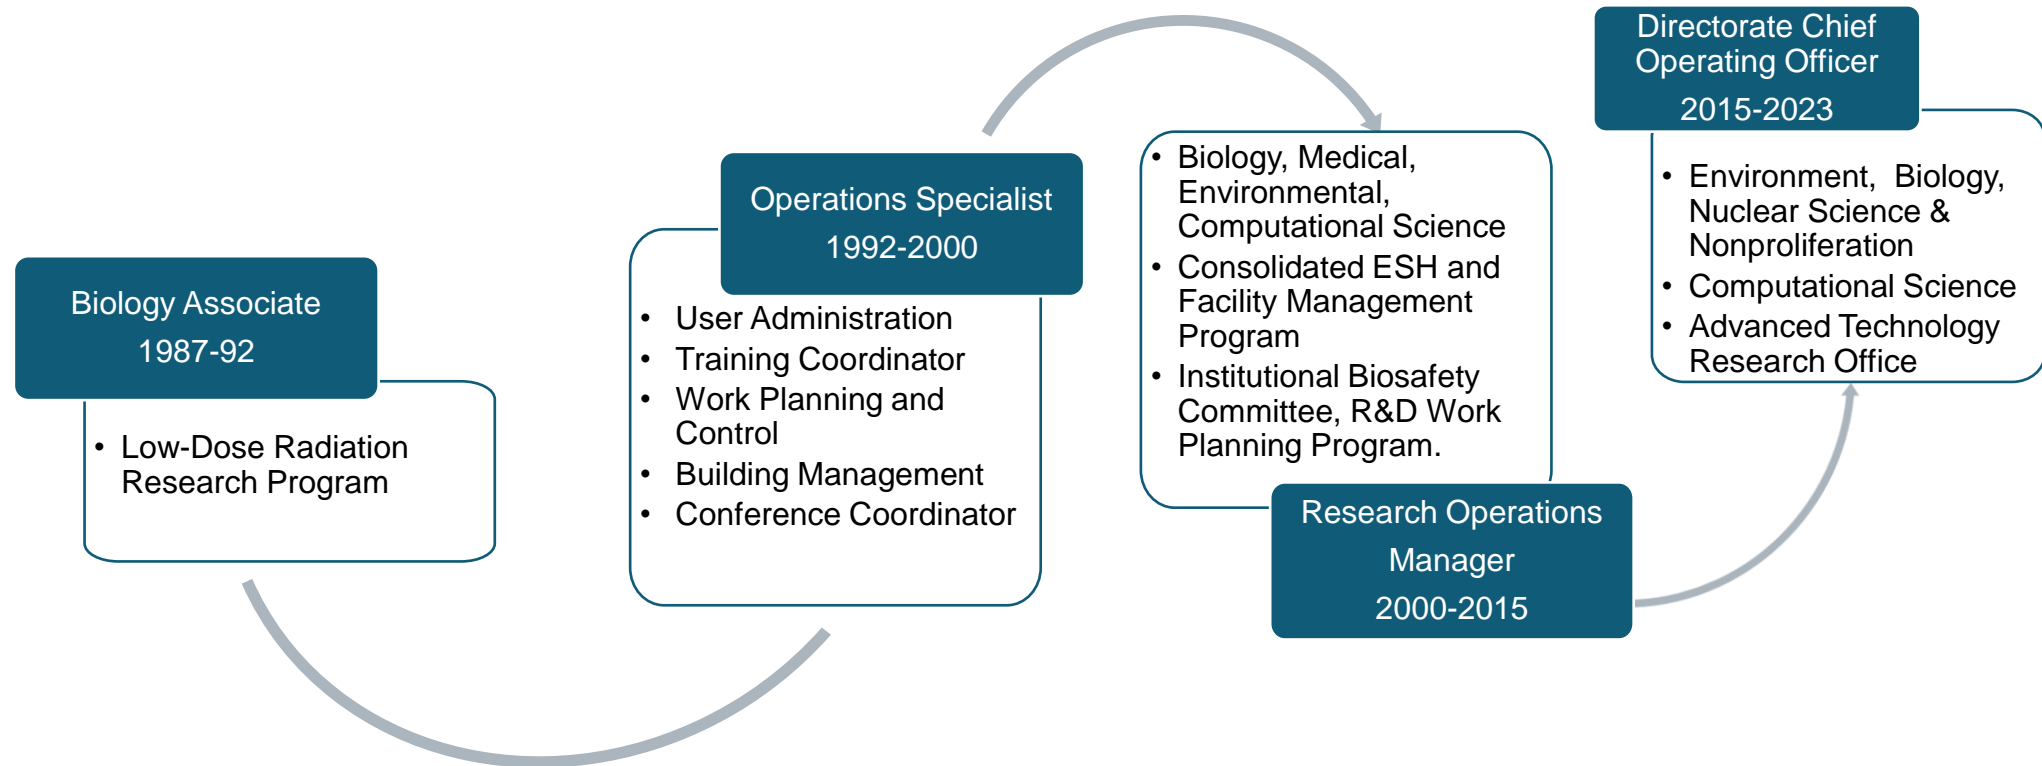 Biology Associate
1987-92
• Low-Dose Radiation
Research Program
Operations Specialist
1992-2000
• User Administration
• Training Coordinator
• Work Planning and
Control
• Building Management
• Conference Coordinator
• Biology, Medical,
Environmental,
Computational Science
• Consolidated ESH and
Facility Management
Program
• Institutional Biosafety
Committee, R&D Work
Planning Program.
Research Operations
Manager
2000-2015
Directorate Chief
Operating Officer
2015-2023
• Environment,  Biology,
Nuclear Science &
Nonproliferation
• Computational Science
• Advanced Technology
Research Office